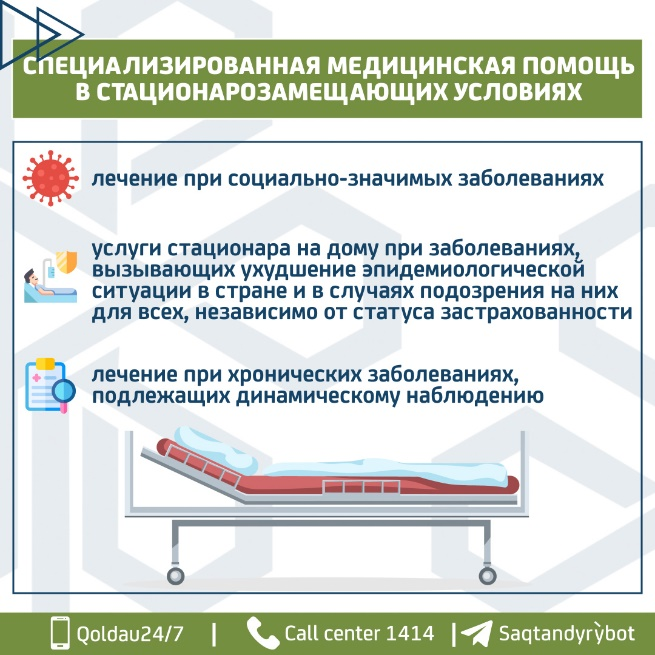 СПЕЦИАЛИЗИРОВАННАЯ МЕДИЦИНСКАЯ ПОМОЩЬ
В СТАЦИОНАРОЗАМЕЩАЮЩИХ УСЛОВИЯХ
лечение при социально-значимых заболеваниях
услуги стационара на дому при заболеваниях,
вызывающих ухудшение эпидемиологической
ситуации в стране и в случаях подозрения на них
для всех, независимо от статуса застрахованности
лечение при хронических заболеваниях,
подлежащих динамическому наблюдению
Qoldau24/7 | Call center 1414 | Saqtandyrỳbot